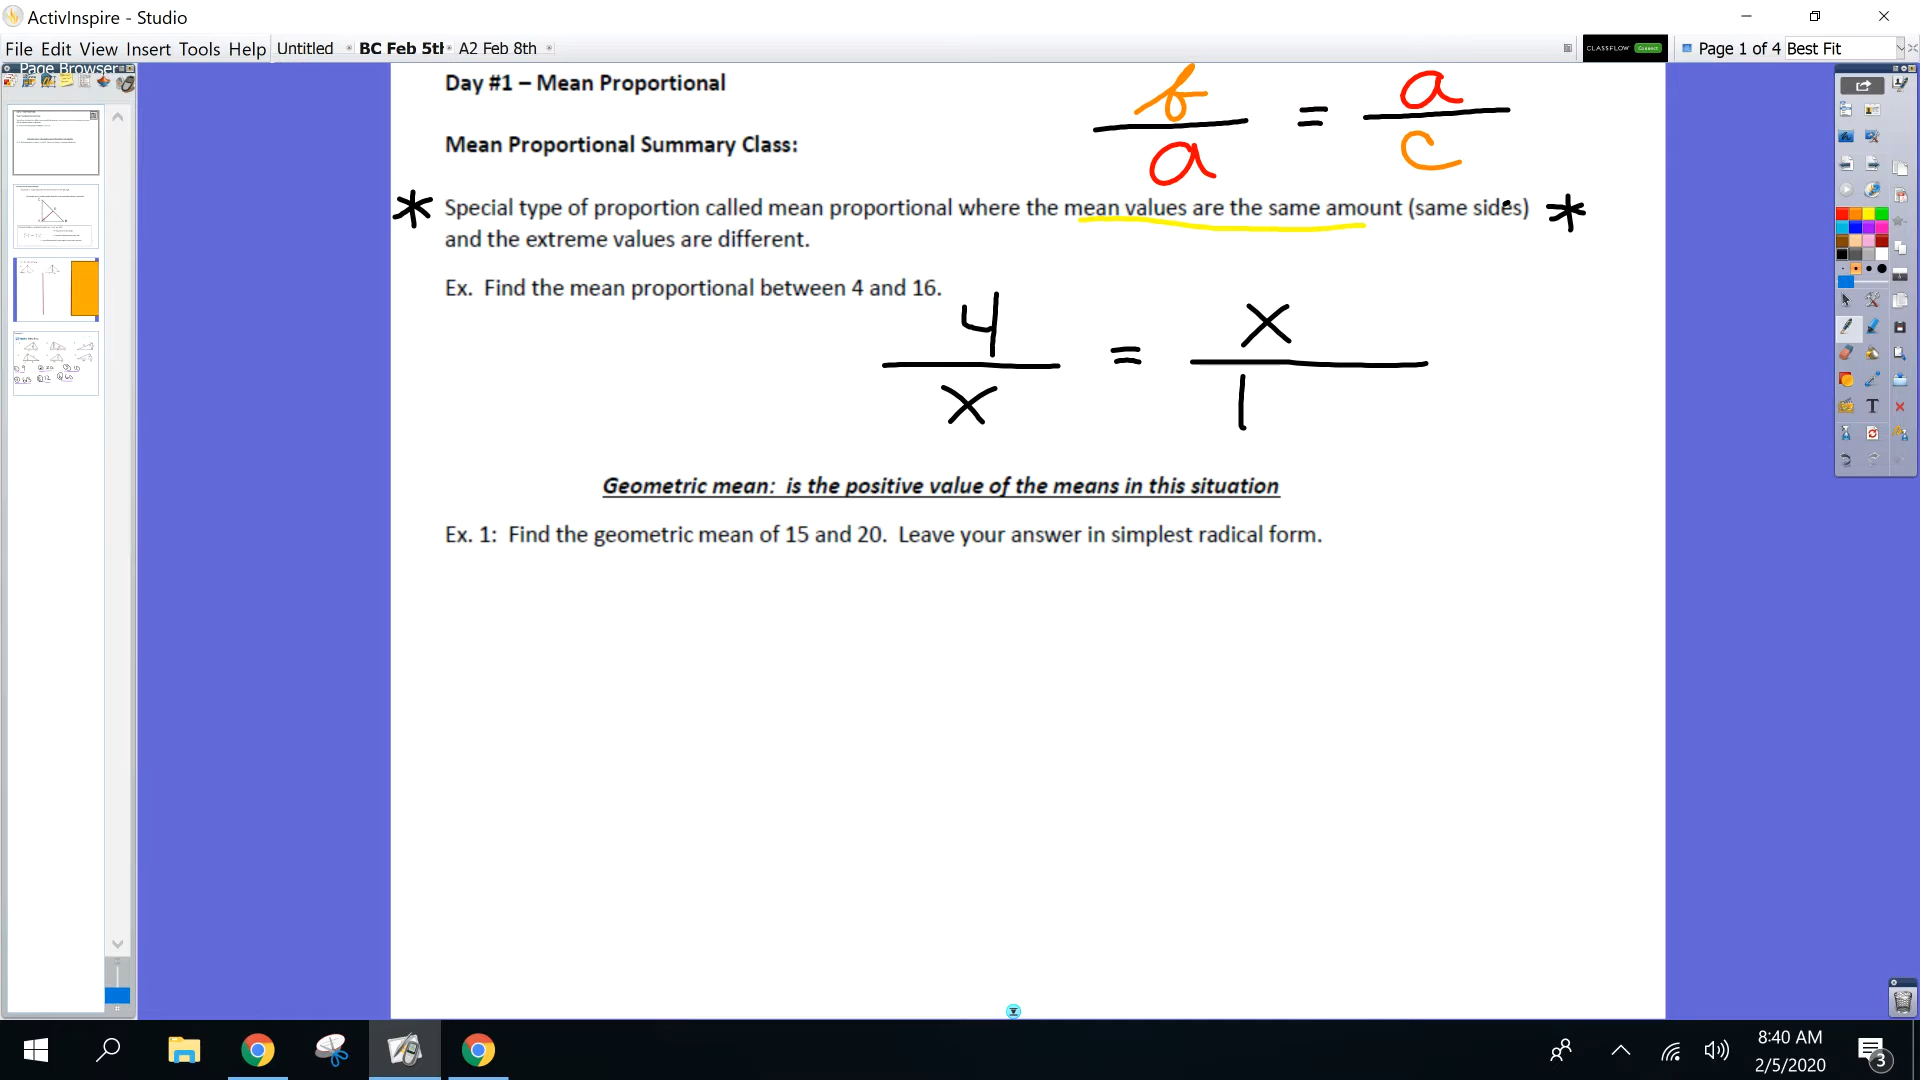 ActivInspire - Studio
File Edit View Insert Tools Help Untitled BC Feb 5th A2 Feb 8th CLASSFLOW Connect Page 1 of 4 Best Fit
Page Browser
Day #1 – Mean Proportional
b/a = a/c
Mean Proportional Summary Class:
* Special type of proportion called mean proportional where the mean values are the same amount (same sides) *
and the extreme values are different.
Ex. Find the mean proportional between 4 and 16.
4/x = x/1
Geometric mean: is the positive value of the means in this situation
Ex. 1: Find the geometric mean of 15 and 20. Leave your answer in simplest radical form.
8:40 AM
2/5/2020
3